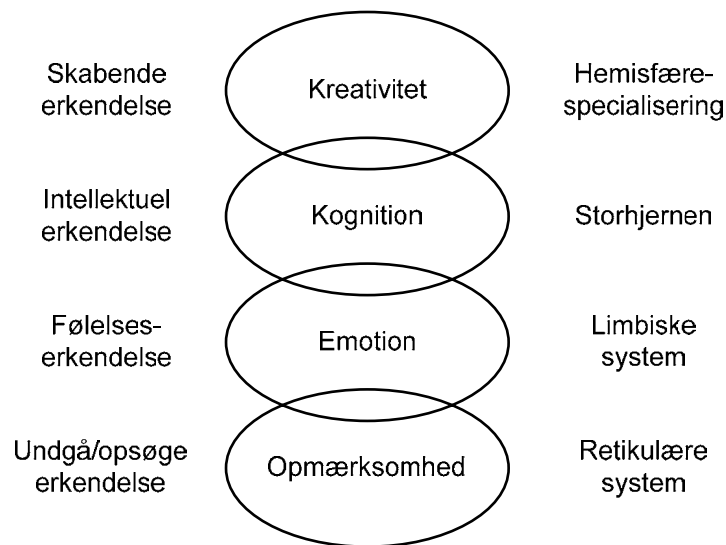 Skabende
erkendelse
Kreativitet
Hemisfære-
specialisering
Intellektuel
erkendelse
Kognition
Storhjernen
Følelses-
erkendelse
Emotion
Limbiske
system
Undgå/opsøge
erkendelse
Opmærksomhed
Retikulære
system